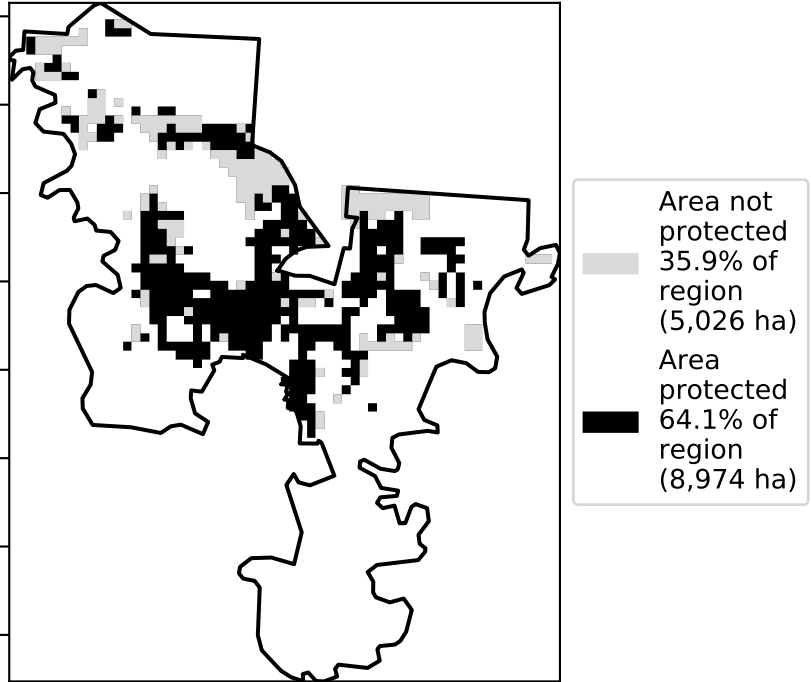 Area not
protected
35.9% of
region
(5,026 ha)
Area
protected
64.1% of
region
(8,974 ha)